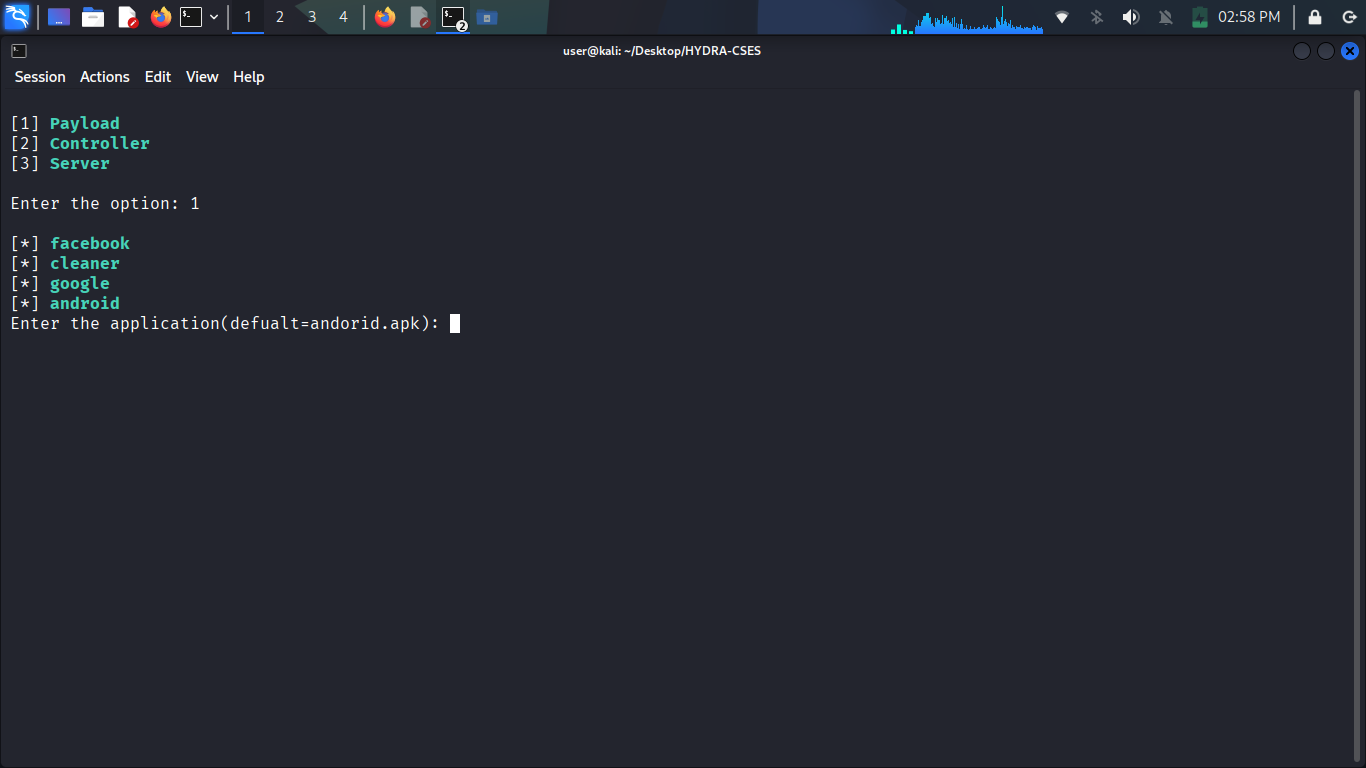 1 2 3 4 2 02:58 PM
user@kali: ~/Desktop/HYDRA-CSES
Session Actions Edit View Help
[1] Payload
[2] Controller
[3] Server
Enter the option: 1
[*] facebook
[*] cleaner
[*] google
[*] android
Enter the application(defualt=andorid.apk):